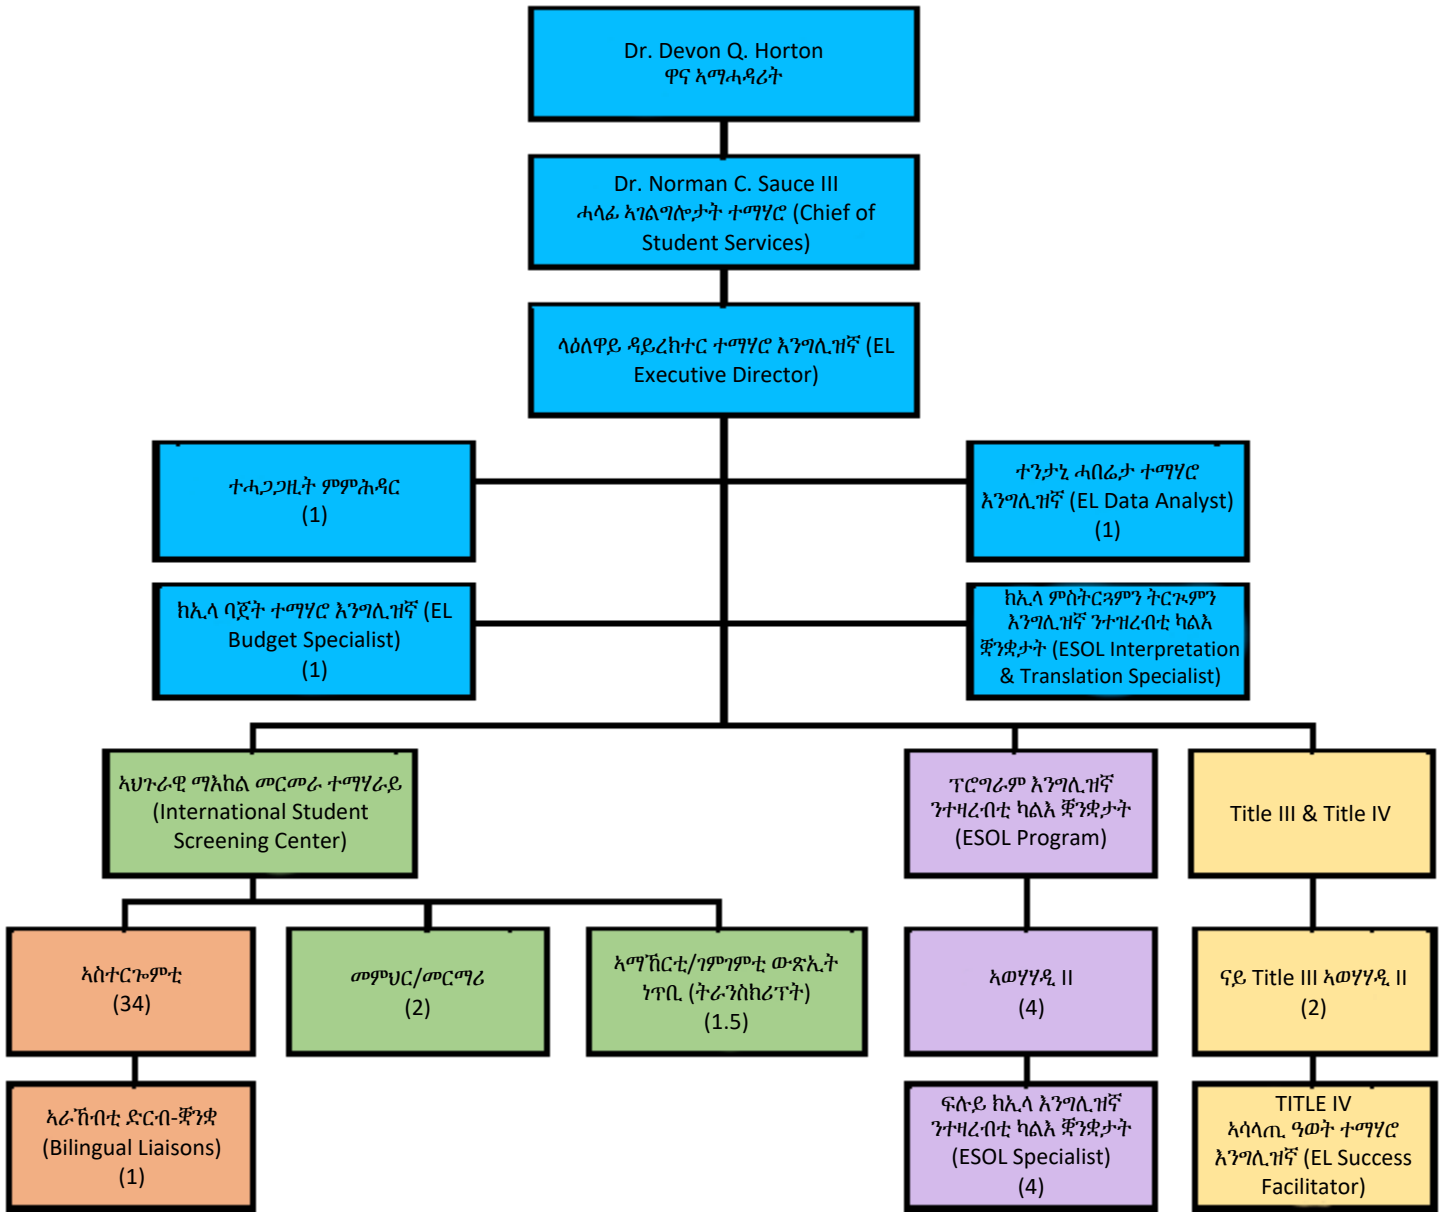 Dr. Devon Q. Horton
ዋና ኣማሓዳሪት
Dr. Norman C. Sauce III
ሓላፊ ኣገልግሎታት ተማሃሮ (Chief of
Student Services)
ላዕለዋይ ዳይረክተር ተማሃሮ እንግሊዝኛ (EL
Executive Director)
ተሓጋጋዚት ምምሕዳር
(1)
ተንታኒ ሓበሬታ ተማሃሮ
እንግሊዝኛ (EL Data Analyst)
(1)
ክኢላ ባጀት ተማሃሮ እንግሊዝኛ (EL
Budget Specialist)
(1)
ክኢላ ምስትርጓምን ትርጉምን
እንግሊዝኛ ንተዝረብቲ ካልእ
ቛንቋታት (ESOL Interpretation
& Translation Specialist)
ኣህጉራዊ ማእከል መርመራ ተማሃራይ
(International Student
Screening Center)
ፕሮግራም እንግሊዝኛ
ንተዛረብቲ ካልእ ቛንቋታት
(ESOL Program)
Title III & Title IV
ኣስተርጐምቲ
(34)
መምህር/መርማሪ
(2)
ኣማኸርቲ/ገምገምቲ ውጽኢት
ነጥቢ (ትራንስክሪፕት)
(1.5)
ኣወሃሃዲ II
(4)
ናይ Title III ኣወሃሃዲ II
(2)
ኣራኸብቲ ድርብ-ቛንቋ
(Bilingual Liaisons)
(1)
ፍሉይ ክኢላ እንግሊዝኛ
ንተዛረብቲ ካልእ ቛንቋታት
(ESOL Specialist)
(4)
TITLE IV
ኣሳላጢ ዓወት ተማሃሮ
እንግሊዝኛ (EL Success
Facilitator)